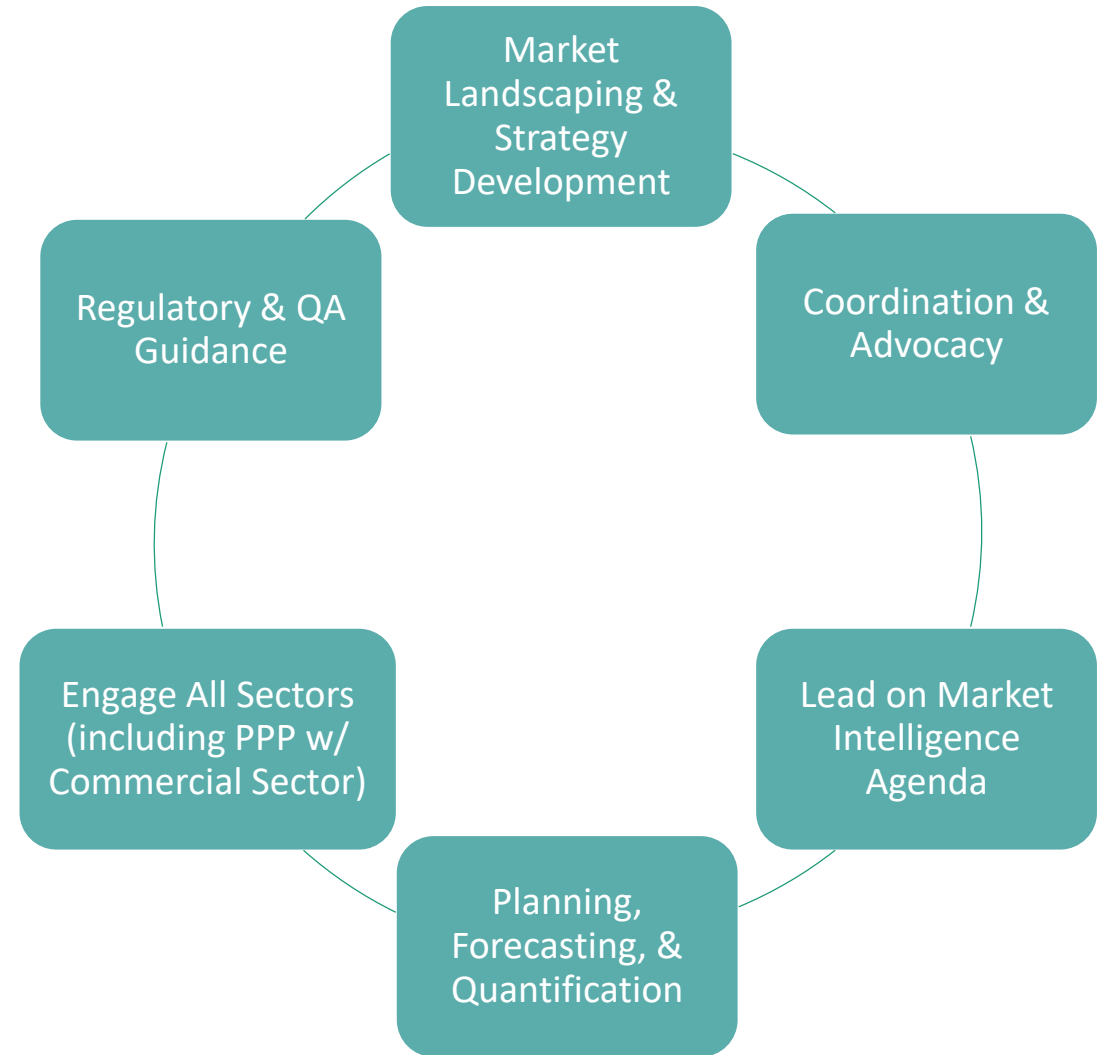 Market
Landscaping &
Strategy
Development
Coordination &
Advocacy
Lead on Market
Intelligence
Agenda
Planning,
Forecasting, &
Quantification
Engage All Sectors
(including PPP w/
Commercial Sector)
Regulatory & QA
Guidance